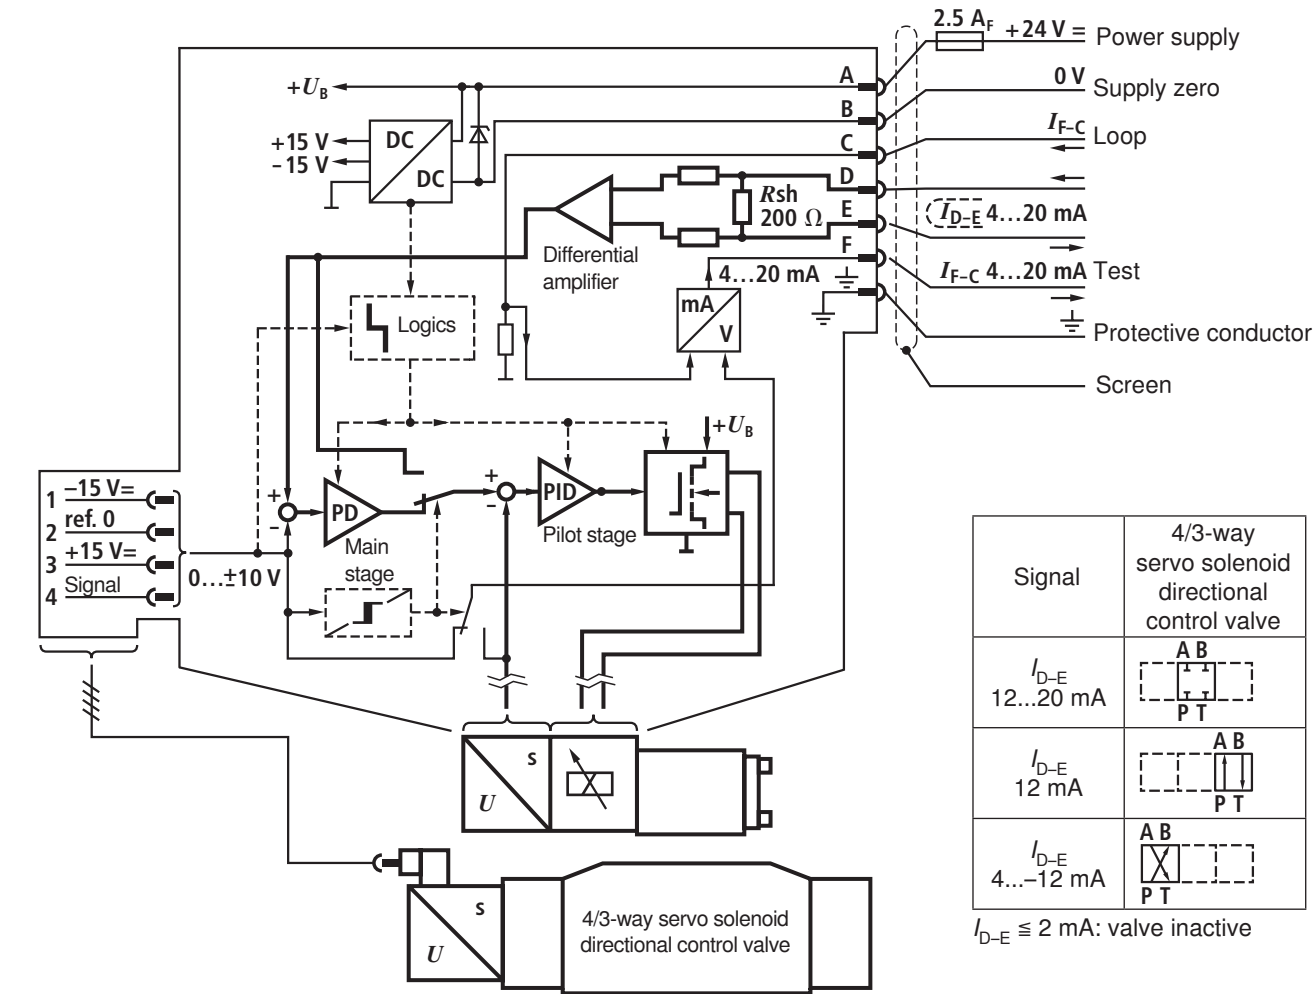 2.5 A_F +24 V = Power supply
0 V Supply zero
I_F–C Loop
I_D–E 4...20 mA
I_F–C 4...20 mA Test
Protective conductor
Screen
A
B
C
D
E
F
+U_B
+15 V
–15 V
DC
DC
Rsh
200 Ω
Differential
amplifier
4...20 mA
mA
V
Logics
+U_B
+
–
PD
Main
stage
+
–
PID
Pilot stage
1 –15 V=
2 ref. 0
3 +15 V=
4 Signal
0...±10 V
s
U
s
U
4/3-way servo solenoid
directional control valve
Signal
4/3-way
servo solenoid
directional
control valve
I_D–E
12...20 mA
A B
P T
I_D–E
12 mA
A B
P T
I_D–E
4...–12 mA
A B
P T
I_D–E ≦ 2 mA: valve inactive